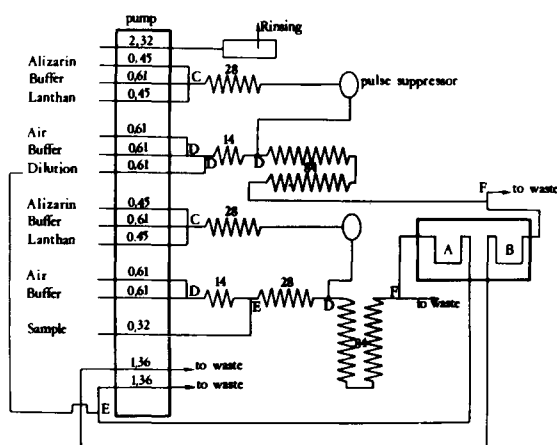 pump
2,32
Rinsing
Alizarin 0,45
Buffer 0,61 C 28 pulse suppressor
Lanthan 0,45
Air 0,61
Buffer 0,61 D 14
Dilution 0,61 D D
F to waste
Alizarin 0,45
Buffer 0,61 C 28
Lanthan 0,45
A B
Air 0,61
Buffer 0,61 D 14 E 28 D F
to Waste
Sample 0,32
1,36 to waste
1,36 to waste
E